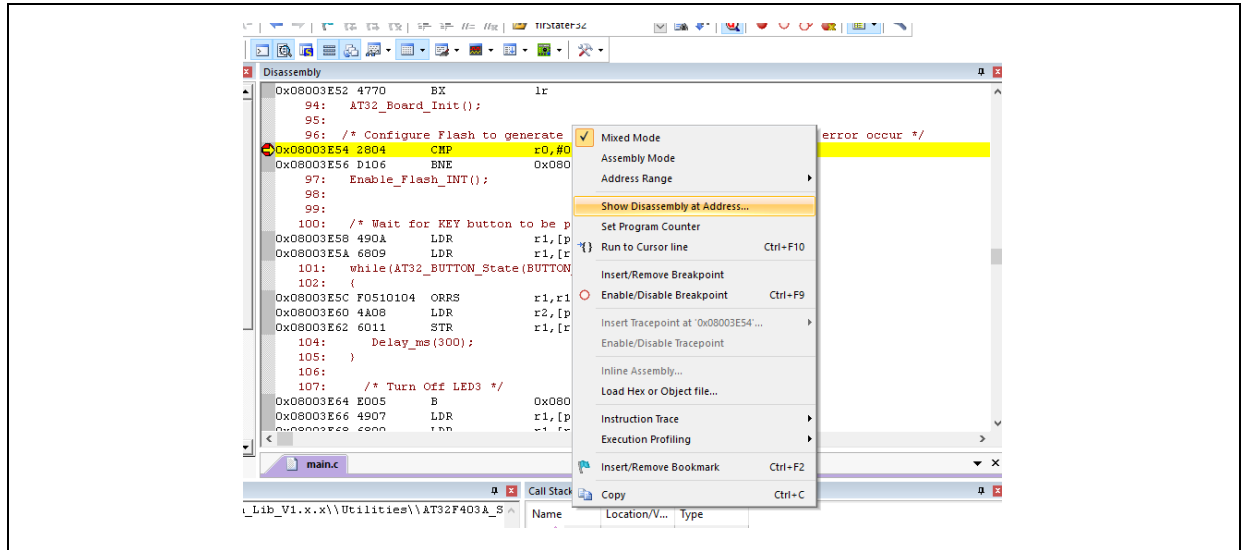 firStateF32
Disassembly
0x08003E52 4770 BX lr
94: AT32_Board_Init();
95:
96: /* Configure Flash to generate error occur */
0x08003E54 2804 CMP r0,#0
0x08003E56 D106 BNE 0x080
97: Enable_Flash_INT();
98:
99:
100: /* Wait for KEY button to be p
0x08003E58 490A LDR r1,[p
0x08003E5A 6809 LDR r1,[r
101: while(AT32_BUTTON_State(BUTTON
102: {
0x08003E5C F0510104 ORRS r1,r1
0x08003E60 4A08 LDR r2,[p
0x08003E62 6011 STR r1,[r
104: Delay_ms(300);
105: }
106:
107: /* Turn Off LED3 */
0x08003E64 E005 B 0x080
0x08003E66 4907 LDR r1,[p
0x08003E68 6809 LDR r1,[r
Mixed Mode
Assembly Mode
Address Range
Show Disassembly at Address...
Set Program Counter
Run to Cursor line Ctrl+F10
Insert/Remove Breakpoint
Enable/Disable Breakpoint Ctrl+F9
Insert Tracepoint at '0x08003E54'...
Enable/Disable Tracepoint
Inline Assembly...
Load Hex or Object file...
Instruction Trace
Execution Profiling
Insert/Remove Bookmark Ctrl+F2
Copy Ctrl+C
main.c
Call Stack
_Lib_V1.x.x\\Utilities\\AT32F403A_S
Name Location/V... Type